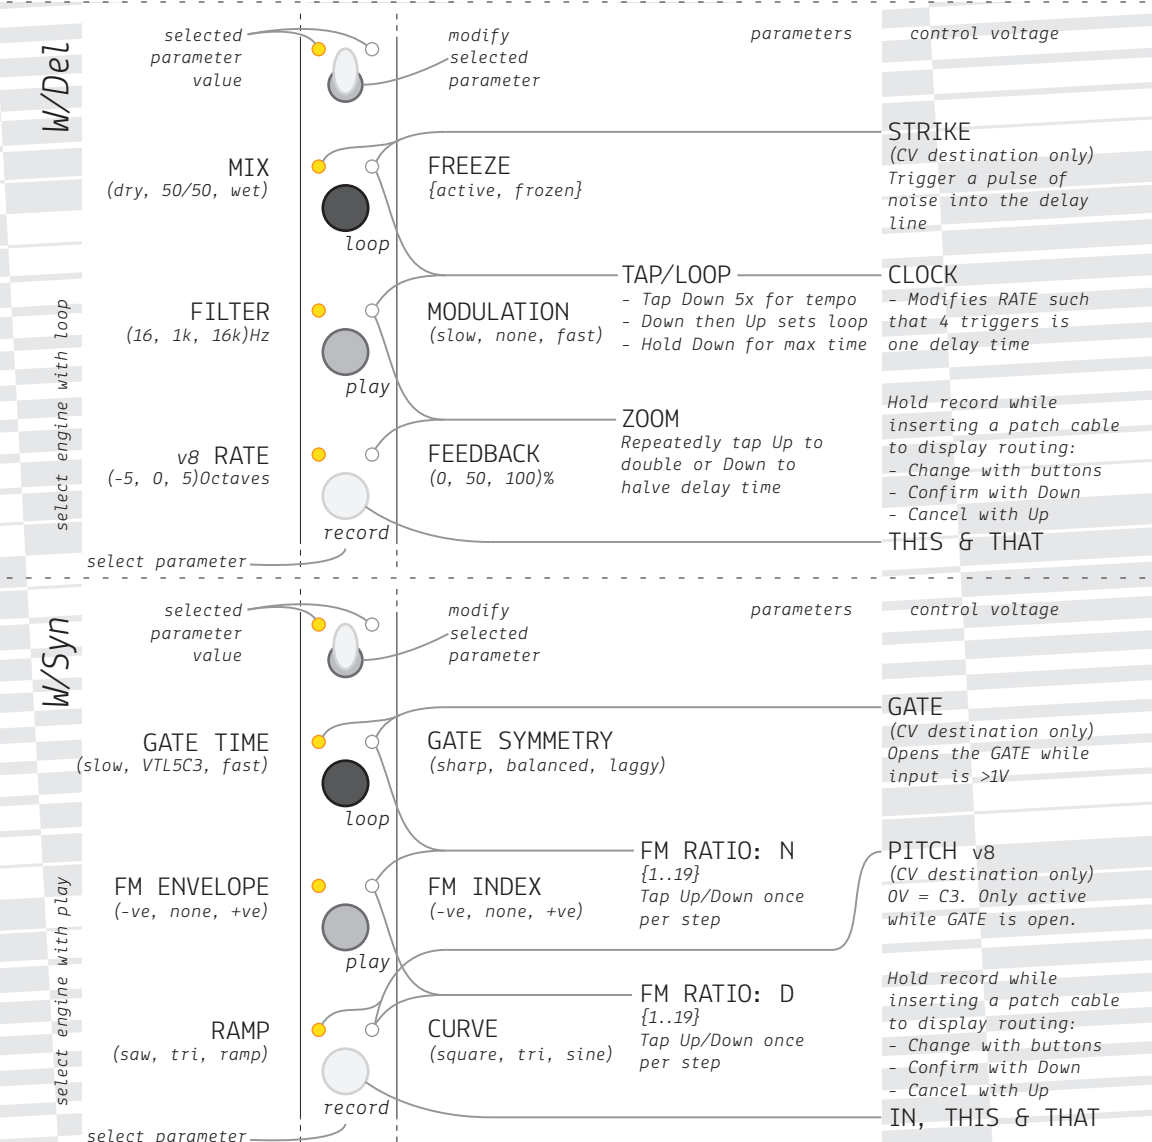 W/Del
selected
parameter
value
modify
selected
parameter
parameters
control voltage
STRIKE
(CV destination only)
Trigger a pulse of
noise into the delay
line
MIX
(dry, 50/50, wet)
FREEZE
{active, frozen}
loop
TAP/LOOP
- Tap Down 5x for tempo
- Down then Up sets loop
- Hold Down for max time
CLOCK
- Modifies RATE such
that 4 triggers is
one delay time
FILTER
(16, 1k, 16k)Hz
MODULATION
(slow, none, fast)
play
select engine with loop
ZOOM
Repeatedly tap Up to
double or Down to
halve delay time
Hold record while
inserting a patch cable
to display routing:
- Change with buttons
- Confirm with Down
- Cancel with Up
THIS & THAT
v8 RATE
(-5, 0, 5)Octaves
FEEDBACK
(0, 50, 100)%
record
select parameter
W/Syn
selected
parameter
value
modify
selected
parameter
parameters
control voltage
GATE
(CV destination only)
Opens the GATE while
input is >1V
GATE TIME
(slow, VTL5C3, fast)
GATE SYMMETRY
(sharp, balanced, laggy)
loop
FM RATIO: N
{1..19}
Tap Up/Down once
per step
PITCH v8
(CV destination only)
0V = C3. Only active
while GATE is open.
FM ENVELOPE
(-ve, none, +ve)
FM INDEX
(-ve, none, +ve)
play
select engine with play
FM RATIO: D
{1..19}
Tap Up/Down once
per step
Hold record while
inserting a patch cable
to display routing:
- Change with buttons
- Confirm with Down
- Cancel with Up
IN, THIS & THAT
RAMP
(saw, tri, ramp)
CURVE
(square, tri, sine)
record
select parameter